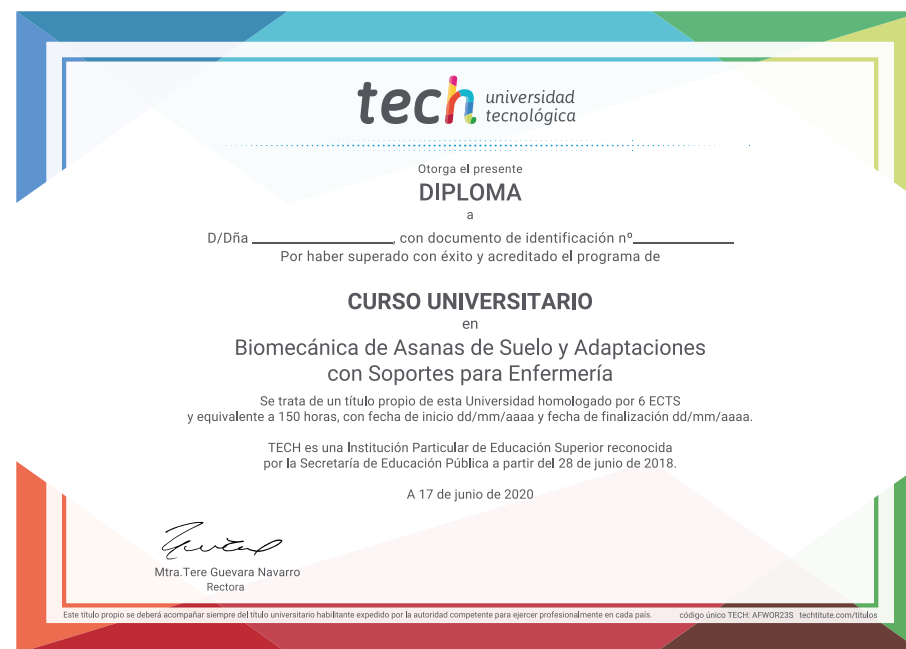 tech universidad
tecnológica
Otorga el presente
DIPLOMA
a
D/Dña ____________________, con documento de identificación nº______________
Por haber superado con éxito y acreditado el programa de
CURSO UNIVERSITARIO
en
Biomecánica de Asanas de Suelo y Adaptaciones
con Soportes para Enfermería
Se trata de un título propio de esta Universidad homologado por 6 ECTS
y equivalente a 150 horas, con fecha de inicio dd/mm/aaaa y fecha de finalización dd/mm/aaaa.
TECH es una Institución Particular de Educación Superior reconocida
por la Secretaría de Educación Pública a partir del 28 de junio de 2018.
A 17 de junio de 2020
Mtra.Tere Guevara Navarro
Rectora
Este título propio se deberá acompañar siempre del título universitario habilitante expedido por la autoridad competente para ejercer profesionalmente en cada país. código único TECH: AFWOR23S techtitute.com/titulos